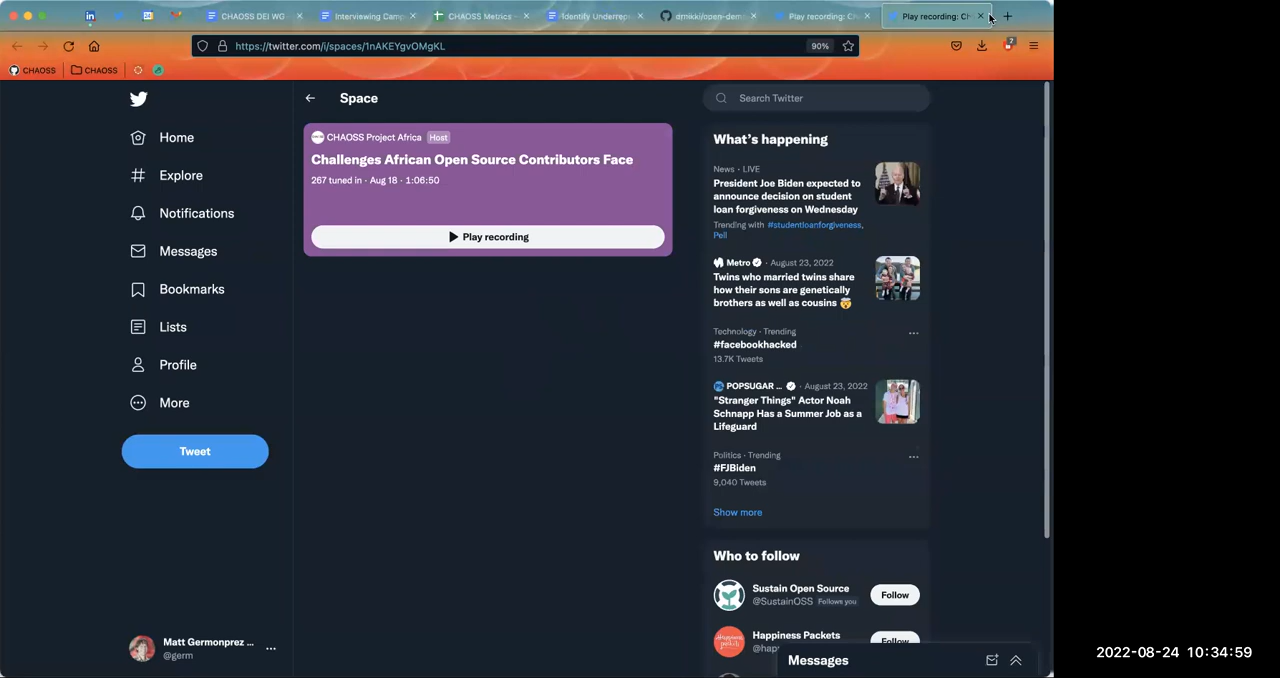 CHAOSS DEI WG
Interviewing Camp
CHAOSS Metrics -
Identify Underrep
drnikki/open-dem
Play recording: C
Play recording: Ch
https://twitter.com/i/spaces/1nAKEYgvOMgKL
90%
2
CHAOSS
CHAOSS
Home
Explore
Notifications
Messages
Bookmarks
Lists
Profile
More
Tweet
Matt Germonprez ...
@germ
Space
CHAOSS Project Africa Host
Challenges African Open Source Contributors Face
267 tuned in · Aug 18 · 1:06:50
Play recording
Search Twitter
What's happening
News · LIVE
President Joe Biden expected to
announce decision on student
loan forgiveness on Wednesday
Trending with #studentloanforgiveness,
Pell
Metro · August 23, 2022
Twins who married twins share
how their sons are genetically
brothers as well as cousins 🤯
Technology · Trending
#facebookhacked
13.7K Tweets
POPSUGAR ... · August 23, 2022
"Stranger Things" Actor Noah
Schnapp Has a Summer Job as a
Lifeguard
Politics · Trending
#FJBiden
9,040 Tweets
Show more
Who to follow
Sustain Open Source
@SustainOSS Follows you
Follow
Happiness Packets
@hap
Follow
Messages
2022-08-24 10:34:59